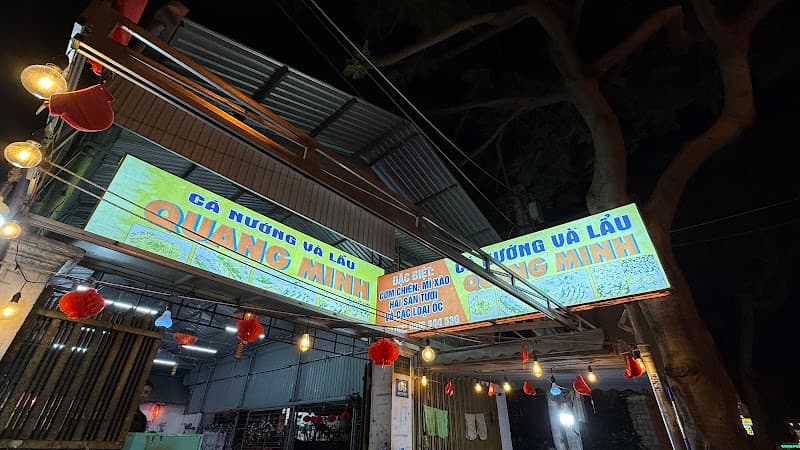 CÁ NƯỚNG VÀ LẨU
QUANG MINH
ĐẶC BIỆT:
CƠM CHIÊN, MÌ XÀO
HẢI SẢN TƯƠI
VÀ CÁC LOẠI ỐC
CÁ NƯỚNG VÀ LẨU
QUANG MINH